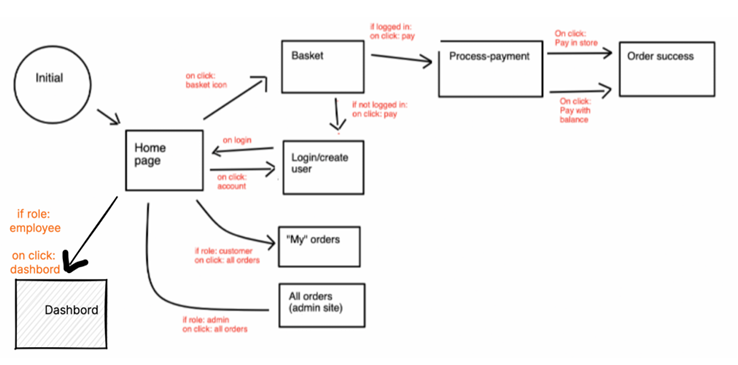 Initial
Home
page
on click:
basket icon
Basket
if logged in:
on click: pay
Process-payment
On click:
Pay in store
Order success
On click:
Pay with
balance
if not logged in:
on click: pay
on login
Login/create
user
on click:
account
if role:
employee
on click:
dashbord
Dashbord
if role: customer
on click: all orders
"My" orders
All orders
(admin site)
if role: admin
on click: all orders